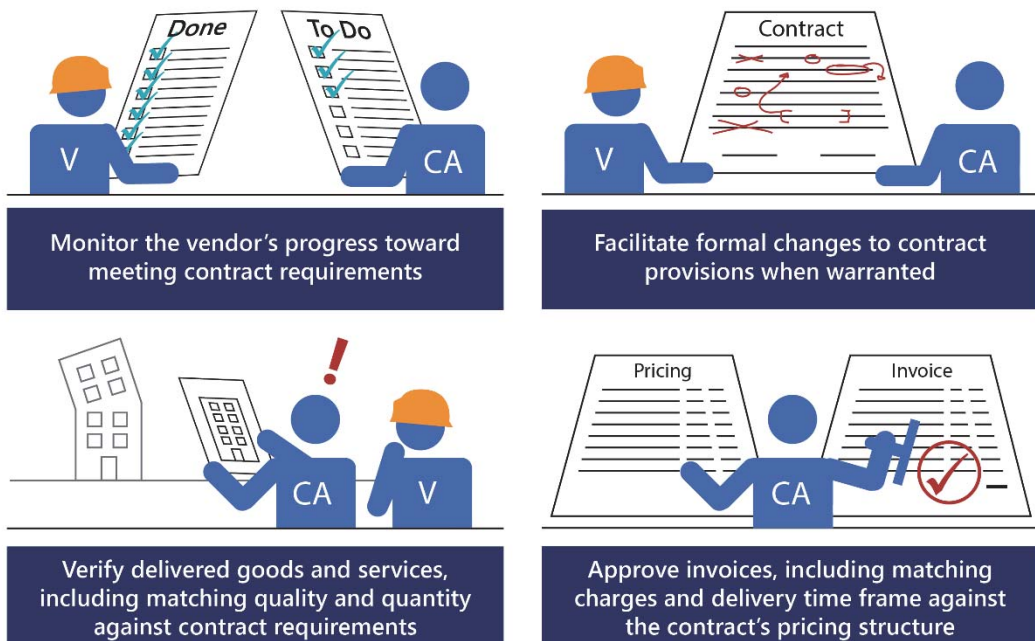 Done
To Do
V
CA
Monitor the vendor's progress toward
meeting contract requirements
Contract
V
CA
Facilitate formal changes to contract
provisions when warranted
!
CA
V
Verify delivered goods and services,
including matching quality and quantity
against contract requirements
Pricing
Invoice
CA
Approve invoices, including matching
charges and delivery time frame against
the contract's pricing structure